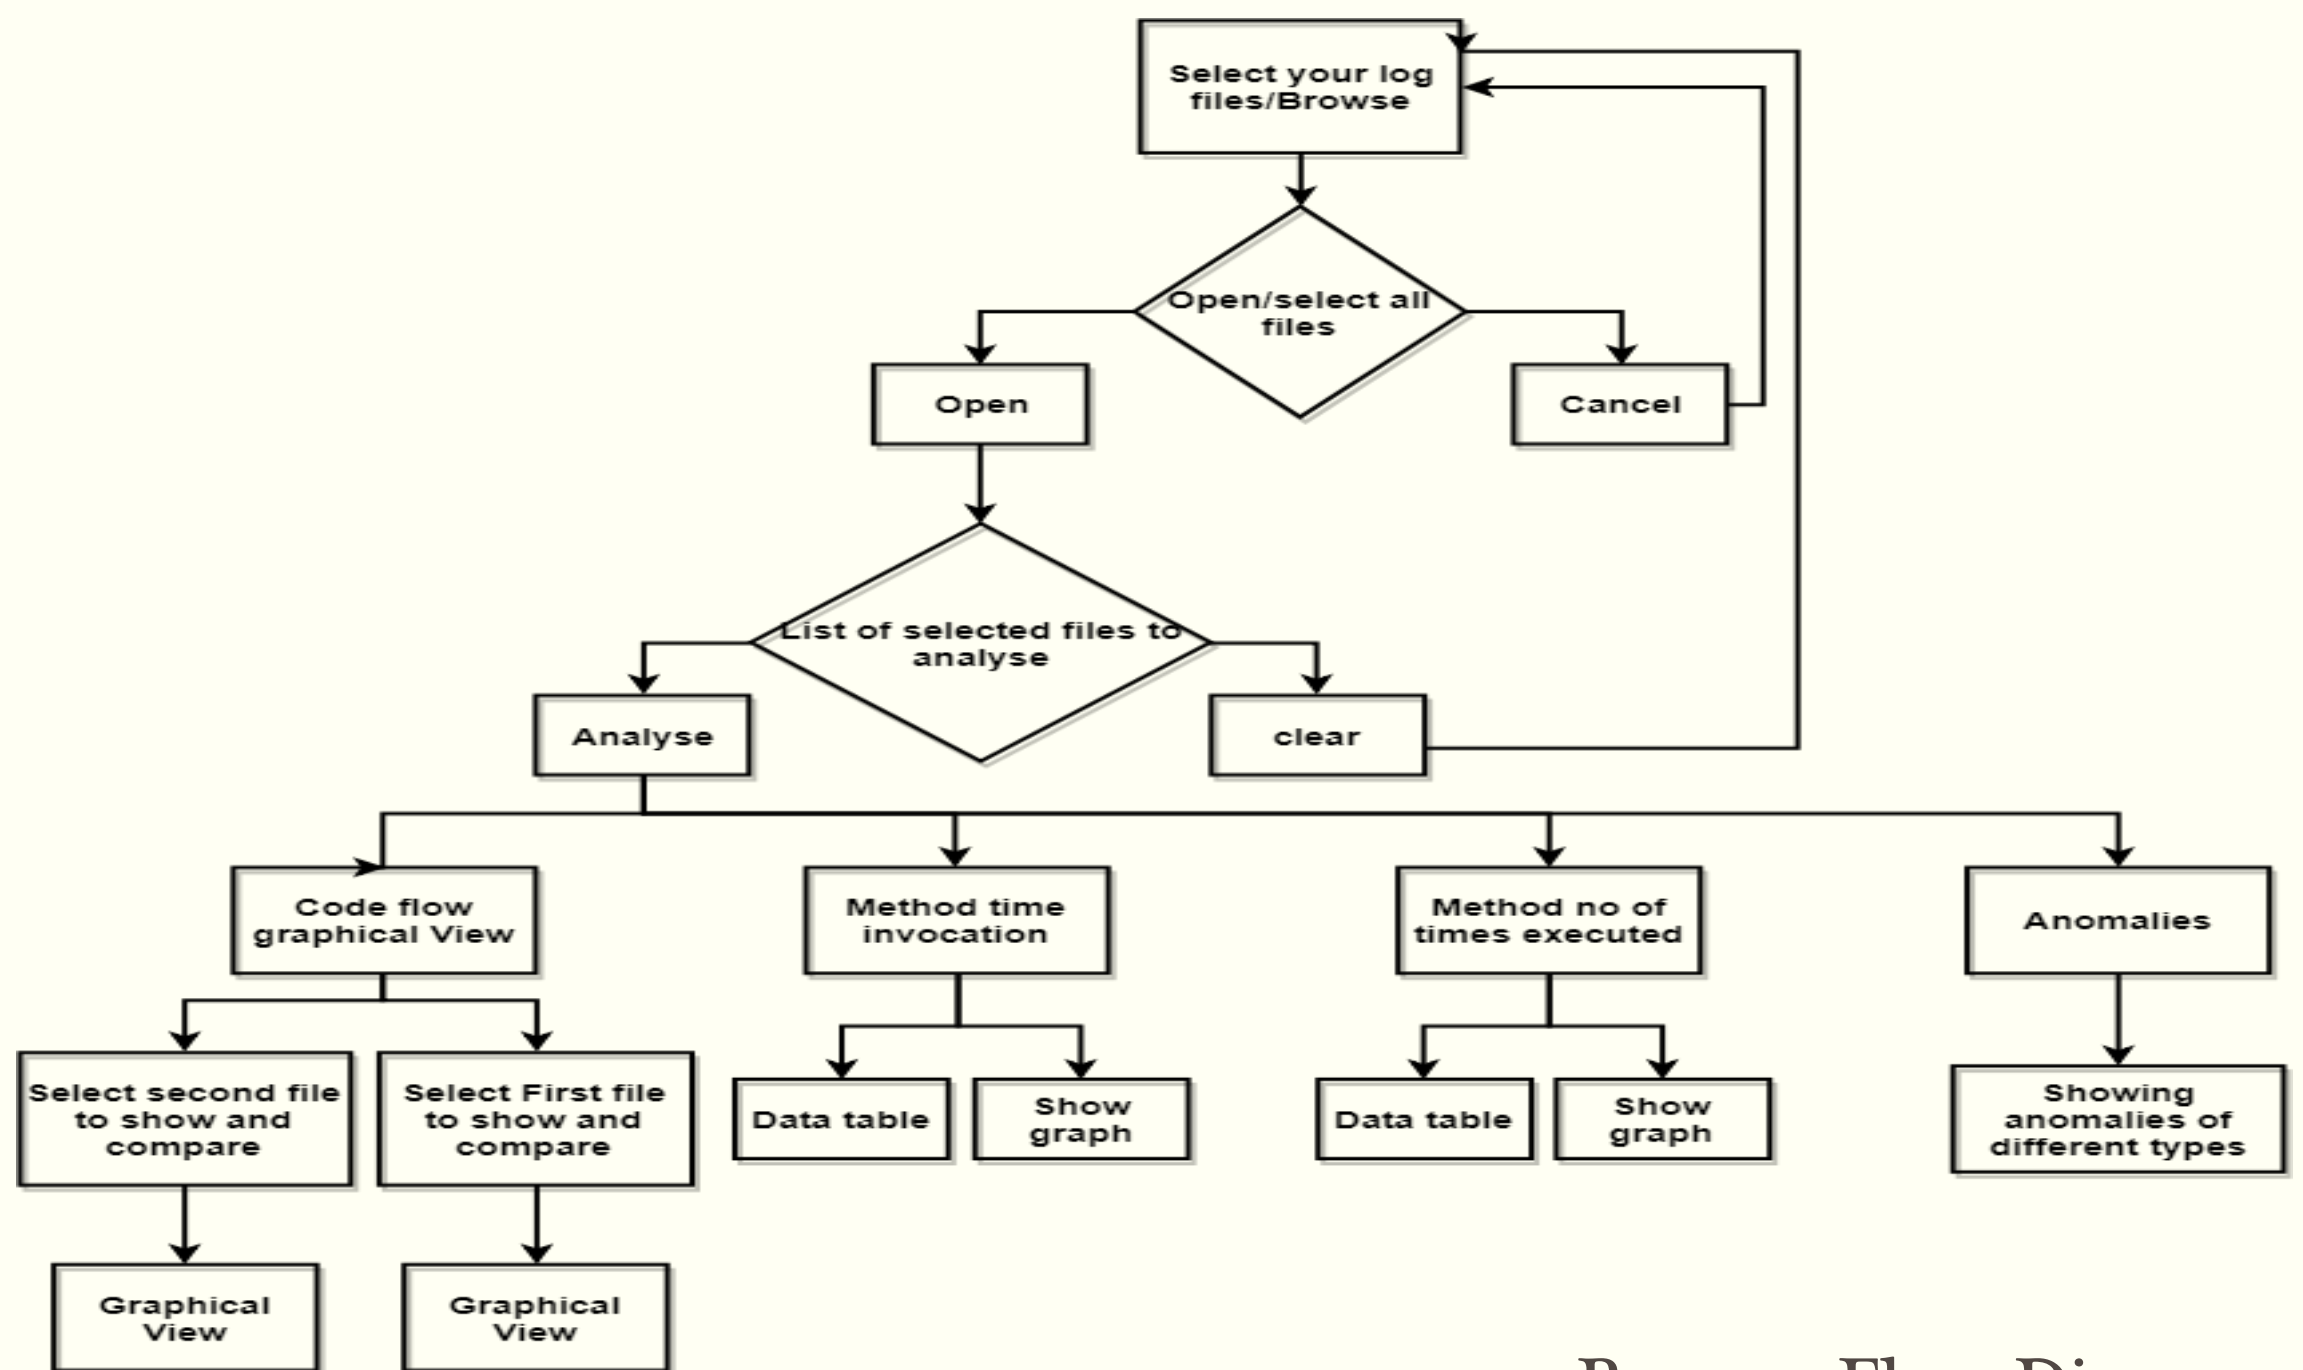 Select your log
files/Browse
Open/select all
files
Open
Cancel
List of selected files to
analyse
Analyse
clear
Code flow
graphical View
Method time
invocation
Method no of
times executed
Anomalies
Select second file
to show and
compare
Select First file
to show and
compare
Data table
Show
graph
Data table
Show
graph
Showing
anomalies of
different types
Graphical
View
Graphical
View